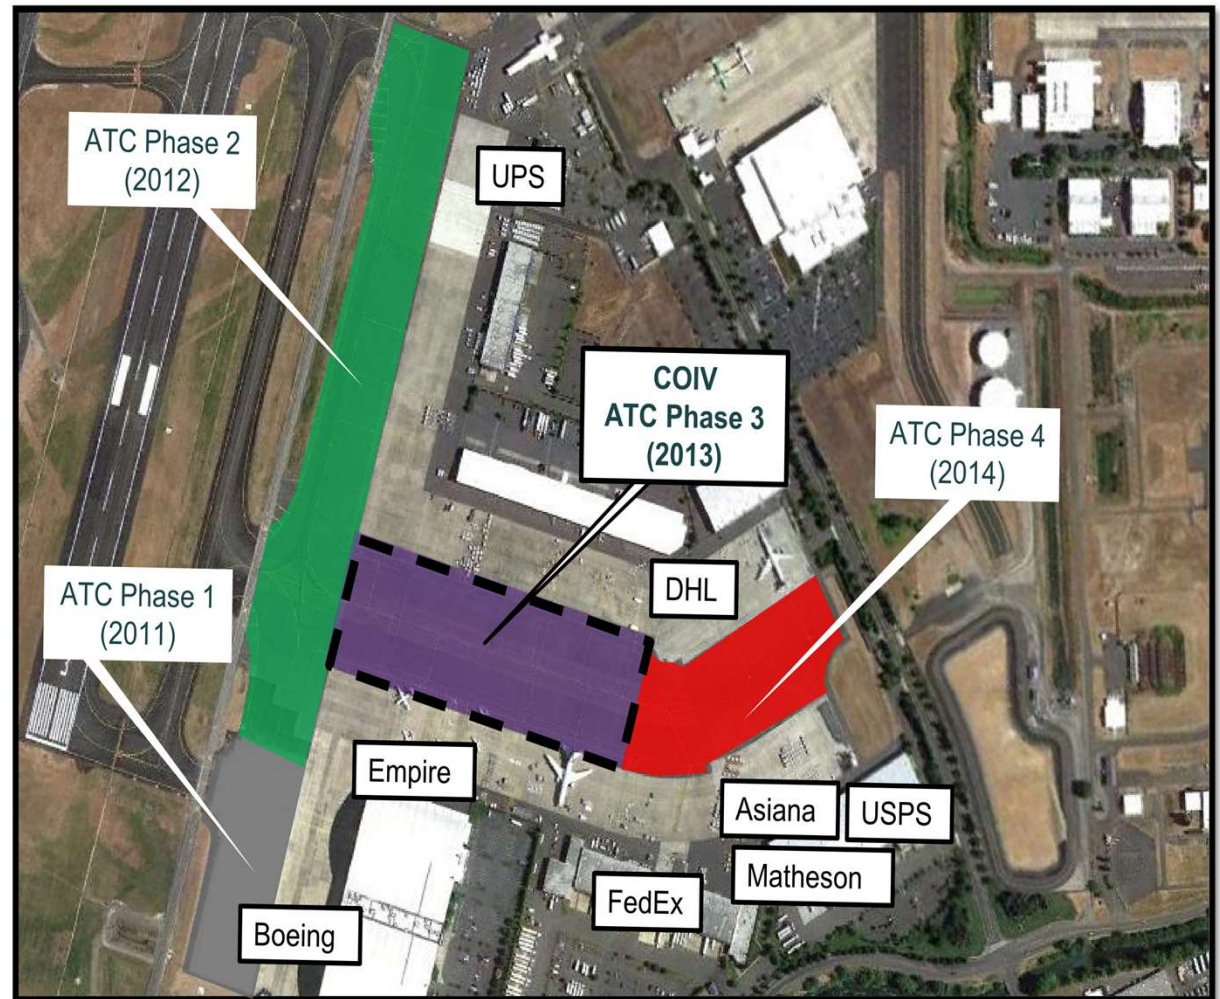 ATC Phase 2
(2012)
UPS
COIV
ATC Phase 3
(2013)
ATC Phase 4
(2014)
DHL
ATC Phase 1
(2011)
Empire
Asiana
USPS
Matheson
FedEx
Boeing